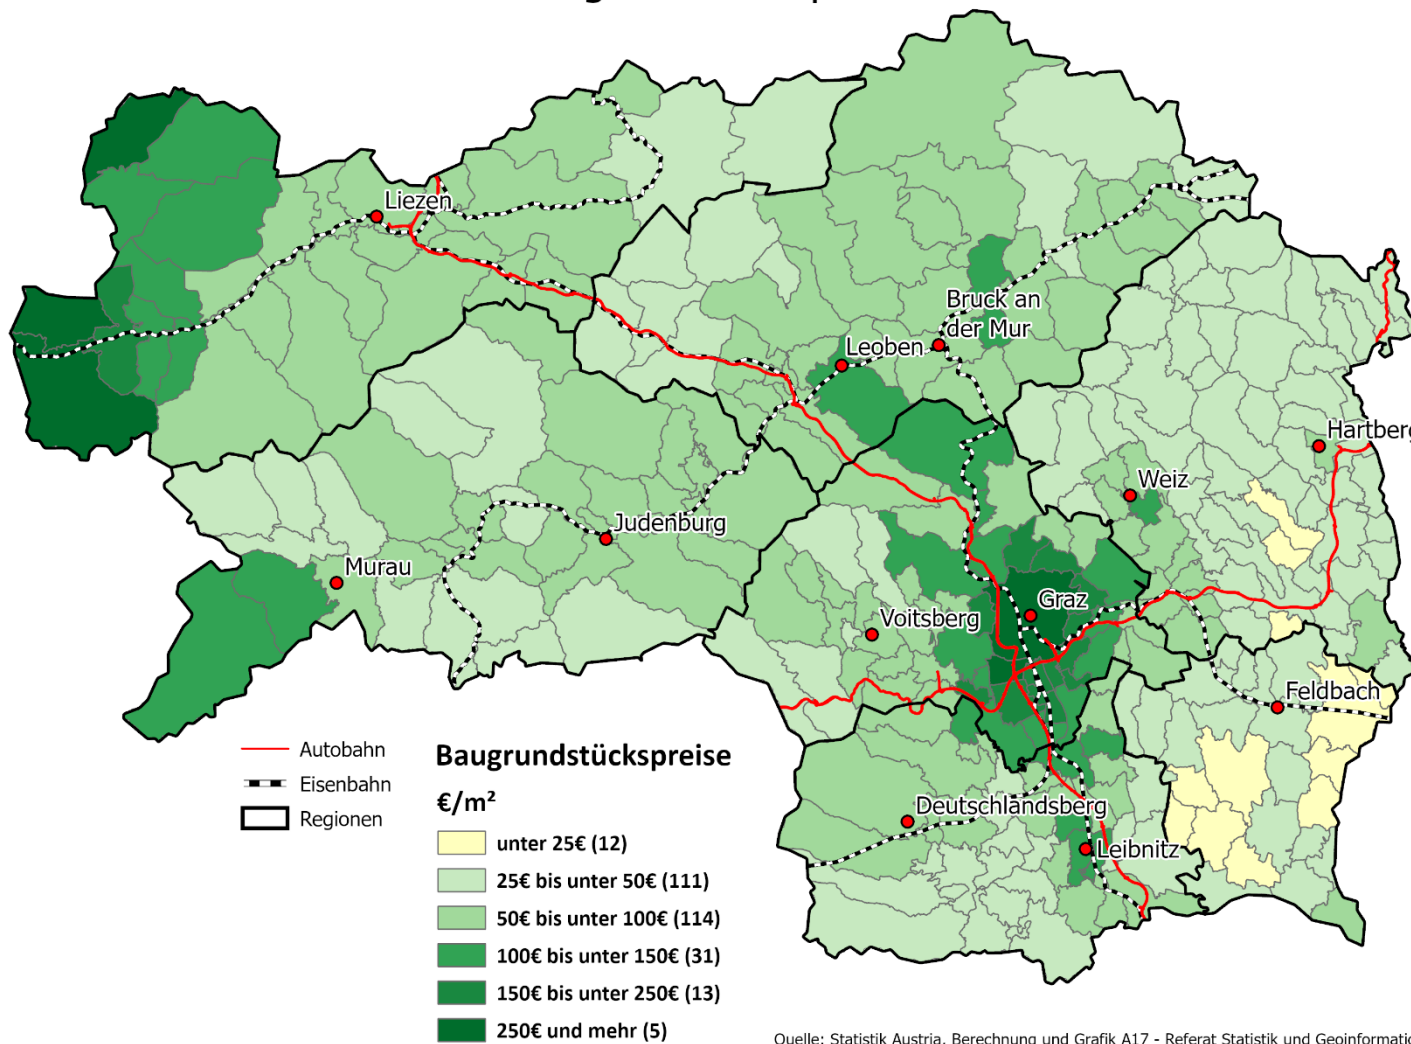 Liezen
Bruck an
der Mur
Leoben
Hartberg
Weiz
Judenburg
Murau
Graz
Voitsberg
Feldbach
Deutschlandsberg
Leibnitz
Autobahn
Eisenbahn
Regionen
Baugrundstückspreise
€/m²
unter 25€ (12)
25€ bis unter 50€ (111)
50€ bis unter 100€ (114)
100€ bis unter 150€ (31)
150€ bis unter 250€ (13)
250€ und mehr (5)
Quelle: Statistik Austria, Berechnung und Grafik A17 - Referat Statistik und Geoinformatio